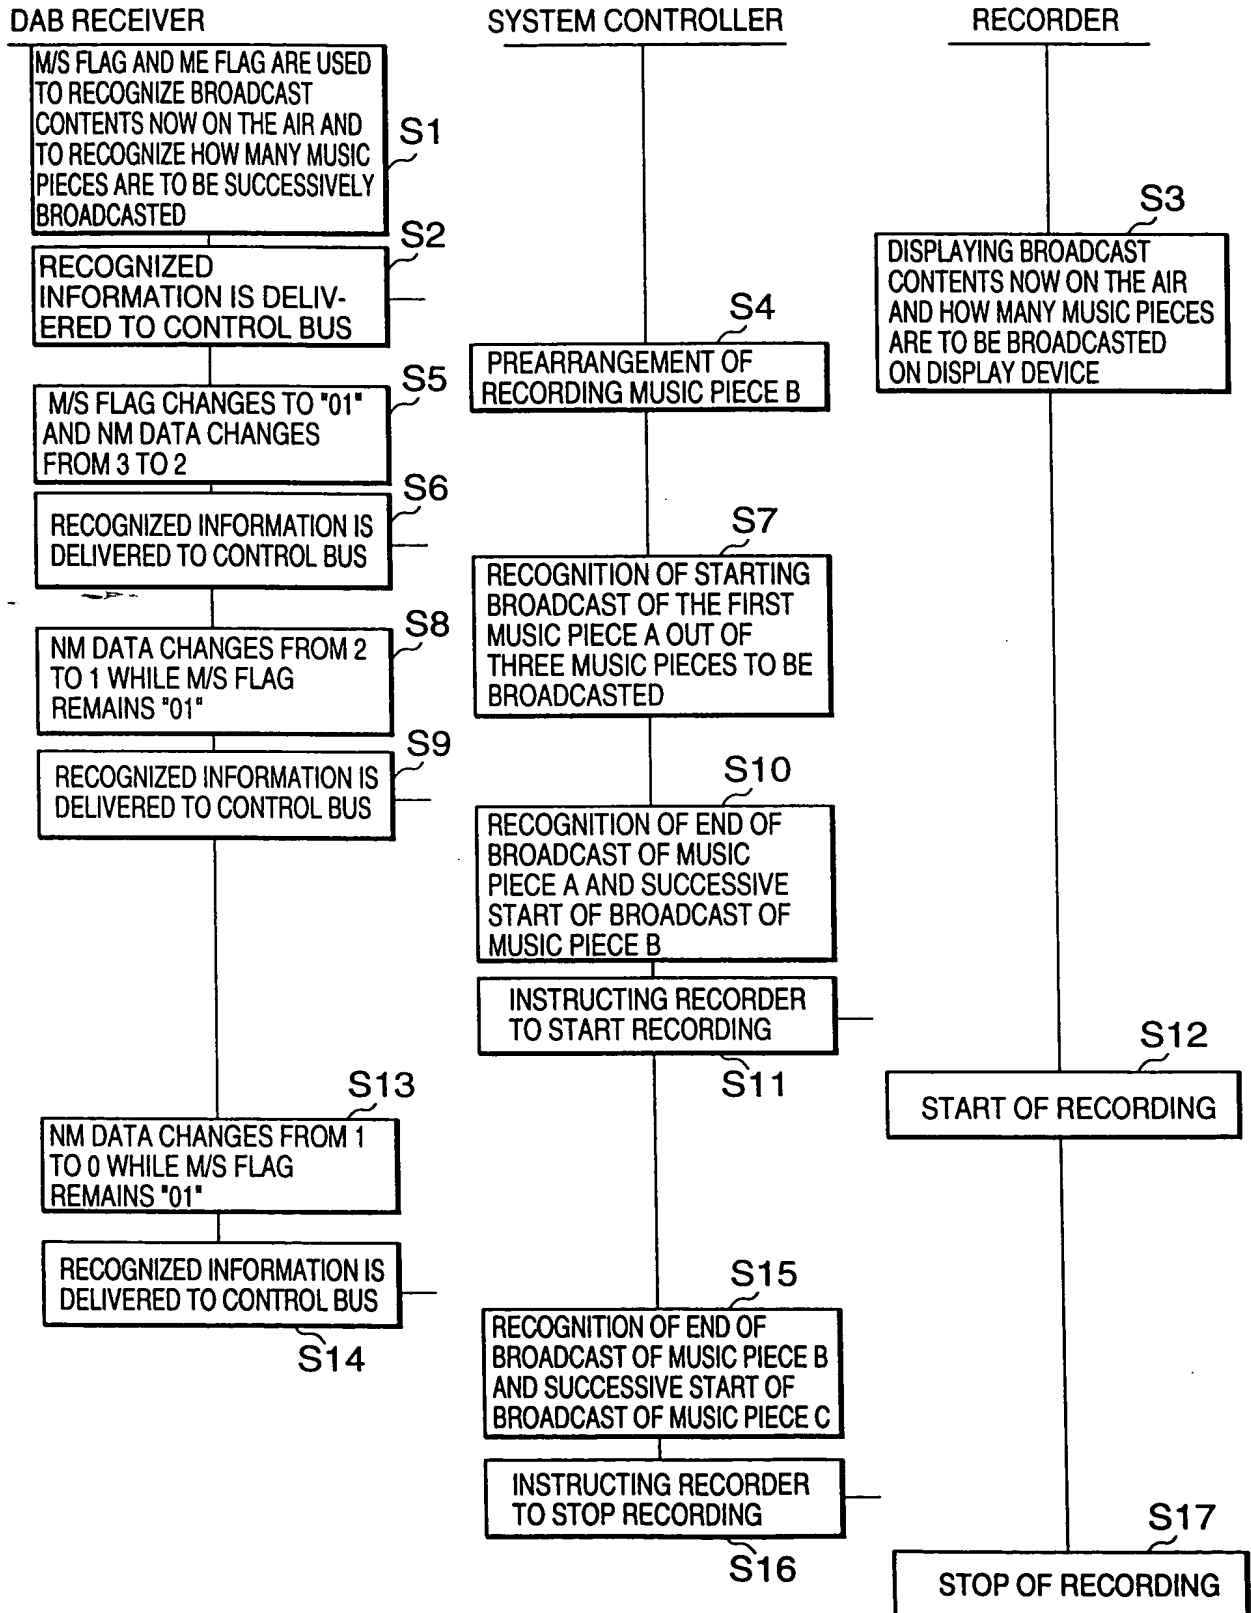 DAB RECEIVER
SYSTEM CONTROLLER
RECORDER
M/S FLAG AND ME FLAG ARE USED
TO RECOGNIZE BROADCAST
CONTENTS NOW ON THE AIR AND
TO RECOGNIZE HOW MANY MUSIC
PIECES ARE TO BE SUCCESSIVELY
BROADCASTED
S1
S2
RECOGNIZED
INFORMATION IS DELIV-
ERED TO CONTROL BUS
S3
DISPLAYING BROADCAST
CONTENTS NOW ON THE AIR
AND HOW MANY MUSIC PIECES
ARE TO BE BROADCASTED
ON DISPLAY DEVICE
S4
PREARRANGEMENT OF
RECORDING MUSIC PIECE B
S5
M/S FLAG CHANGES TO "01"
AND NM DATA CHANGES
FROM 3 TO 2
S6
RECOGNIZED INFORMATION IS
DELIVERED TO CONTROL BUS
S7
RECOGNITION OF STARTING
BROADCAST OF THE FIRST
MUSIC PIECE A OUT OF
THREE MUSIC PIECES TO BE
BROADCASTED
S8
NM DATA CHANGES FROM 2
TO 1 WHILE M/S FLAG
REMAINS "01"
S9
RECOGNIZED INFORMATION IS
DELIVERED TO CONTROL BUS
S10
RECOGNITION OF END OF
BROADCAST OF MUSIC
PIECE A AND SUCCESSIVE
START OF BROADCAST OF
MUSIC PIECE B
INSTRUCTING RECORDER
TO START RECORDING
S11
S12
START OF RECORDING
S13
NM DATA CHANGES FROM 1
TO 0 WHILE M/S FLAG
REMAINS "01"
RECOGNIZED INFORMATION IS
DELIVERED TO CONTROL BUS
S14
S15
RECOGNITION OF END OF
BROADCAST OF MUSIC PIECE B
AND SUCCESSIVE START OF
BROADCAST OF MUSIC PIECE C
INSTRUCTING RECORDER
TO STOP RECORDING
S16
S17
STOP OF RECORDING